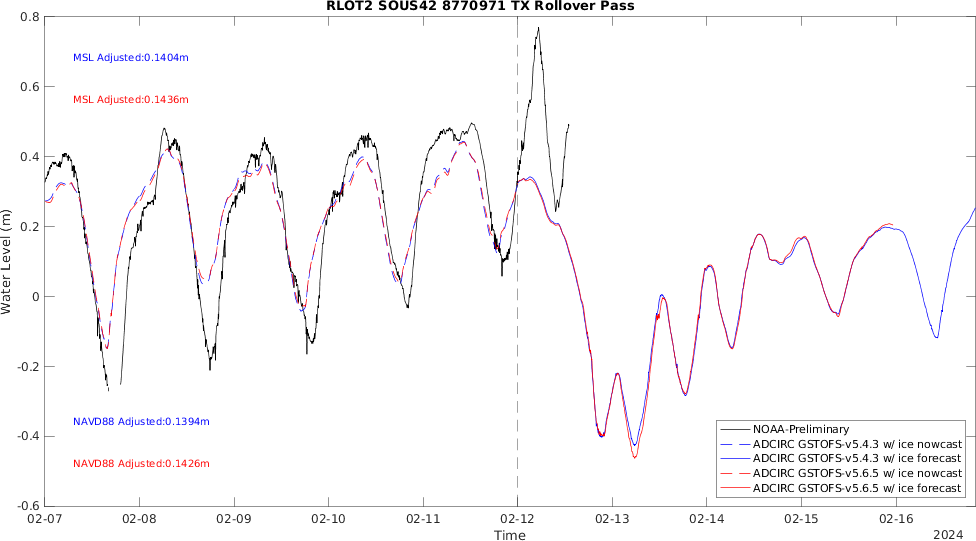 RLOT2 SOUS42 8770971 TX Rollover Pass
0.8
0.6
0.4
0.2
0
-0.2
-0.4
-0.6
Water Level (m)
MSL Adjusted:0.1404m
MSL Adjusted:0.1436m
NAVD88 Adjusted:0.1394m
NAVD88 Adjusted:0.1426m
NOAA-Preliminary
ADCIRC GSTOFS-v5.4.3 w/ ice nowcast
ADCIRC GSTOFS-v5.4.3 w/ ice forecast
ADCIRC GSTOFS-v5.6.5 w/ ice nowcast
ADCIRC GSTOFS-v5.6.5 w/ ice forecast
02-07 02-08 02-09 02-10 02-11 02-12 02-13 02-14 02-15 02-16
Time
2024